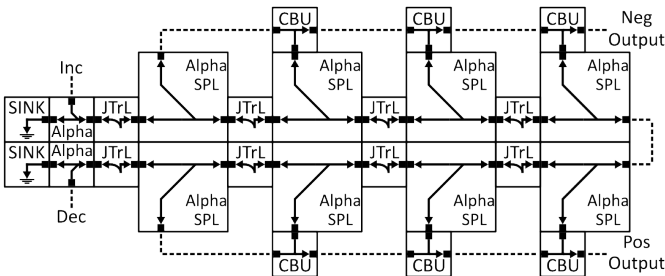 CBU CBU CBU Neg
Output
Inc Alpha Alpha Alpha Alpha
SPL SPL SPL SPL
SINK JTrL JTrL JTrL JTrL
Alpha
SINK Alpha JTrL JTrL JTrL JTrL
Dec Alpha Alpha Alpha Alpha
SPL SPL SPL SPL
Pos
CBU CBU CBU Output